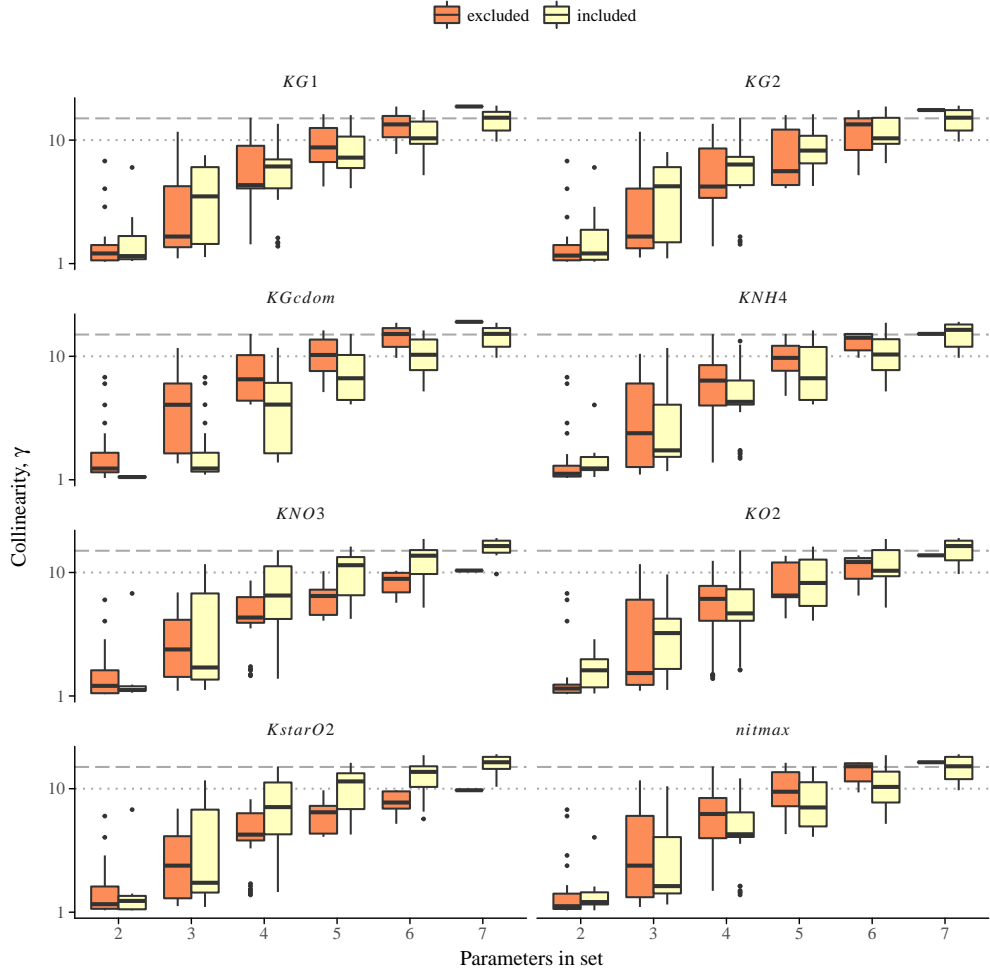 excluded included
KG1 KG2
10
1
KGcdom KNH4
10
1
KNO3 KO2
10
1
KstarO2 nitmax
10
1
2 3 4 5 6 7 2 3 4 5 6 7
Parameters in set
Collinearity, γ